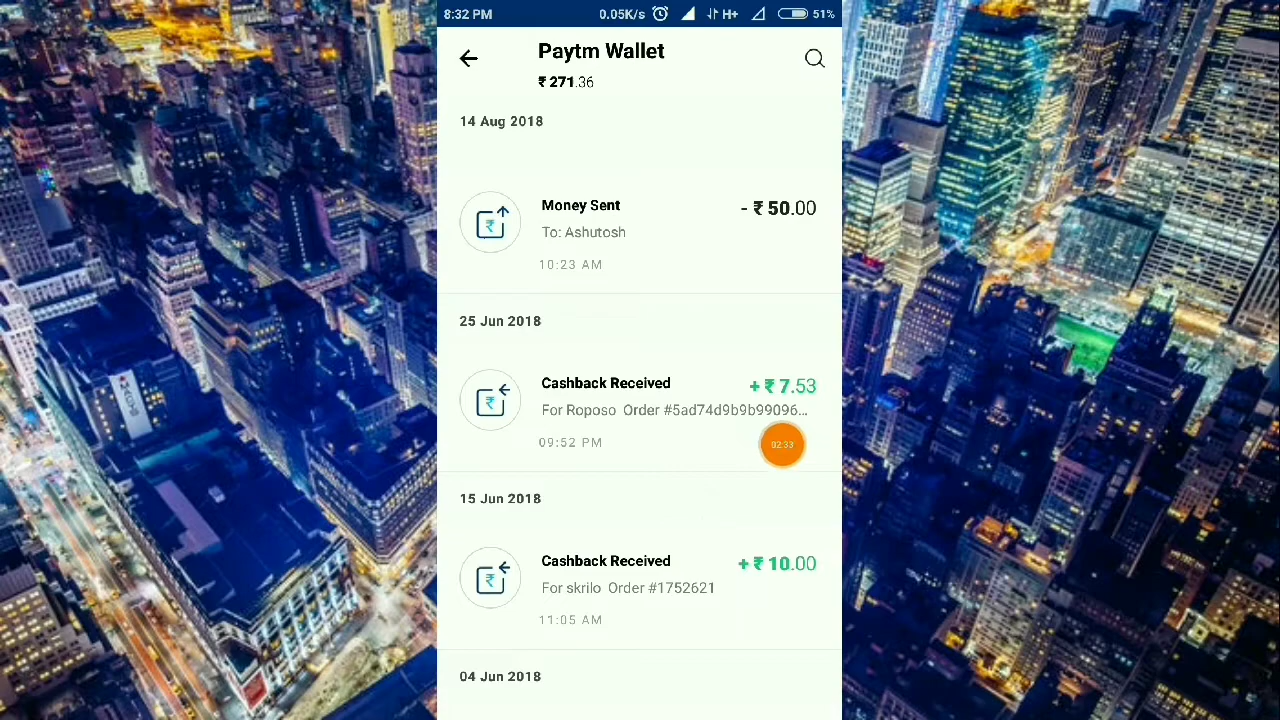 8:32 PM 0.05K/s H+ 51%
Paytm Wallet
₹ 271.36
14 Aug 2018
Money Sent - ₹ 50.00
To: Ashutosh
10:23 AM
25 Jun 2018
Cashback Received + ₹ 7.53
For Roposo Order #5ad74d9b9b99096...
09:52 PM
02:33
15 Jun 2018
Cashback Received + ₹ 10.00
For skrilo Order #1752621
11:05 AM
04 Jun 2018